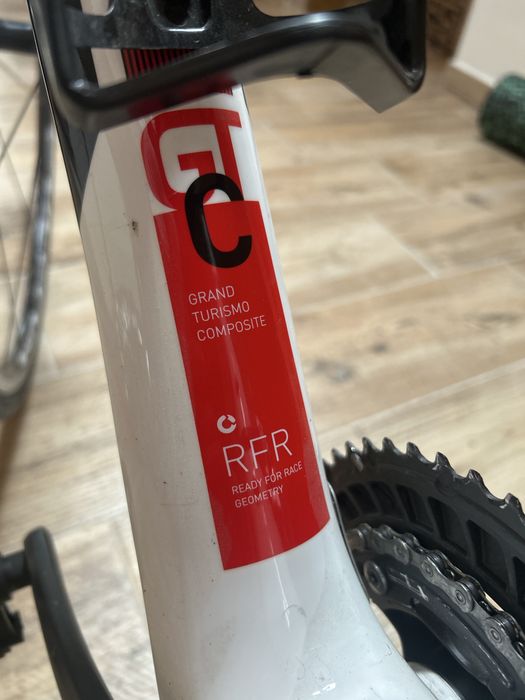 GTC
GRAND
TURISMO
COMPOSITE
RFR
READY FOR RACE
GEOMETRY